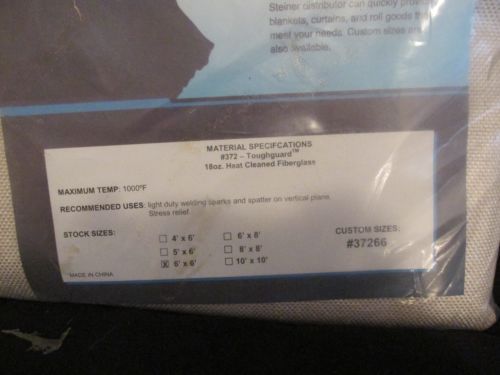 Steiner distributor can quickly provide
blankets, curtains, and roll goods tha
meet your needs. Custom sizes are
also available.
MATERIAL SPECIFCATIONS
#372 – Toughguard™
18oz. Heat Cleaned Fiberglass
MAXIMUM TEMP: 1000ºF
RECOMMENDED USES: light duty welding sparks and spatter on vertical plane.
Stress relief.
STOCK SIZES:
☐ 4' x 6' ☐ 6' x 8'
☐ 5' x 6' ☐ 8' x 8'
☒ 6' x 6' ☐ 10' x 10'
CUSTOM SIZES:
#37266
MADE IN CHINA